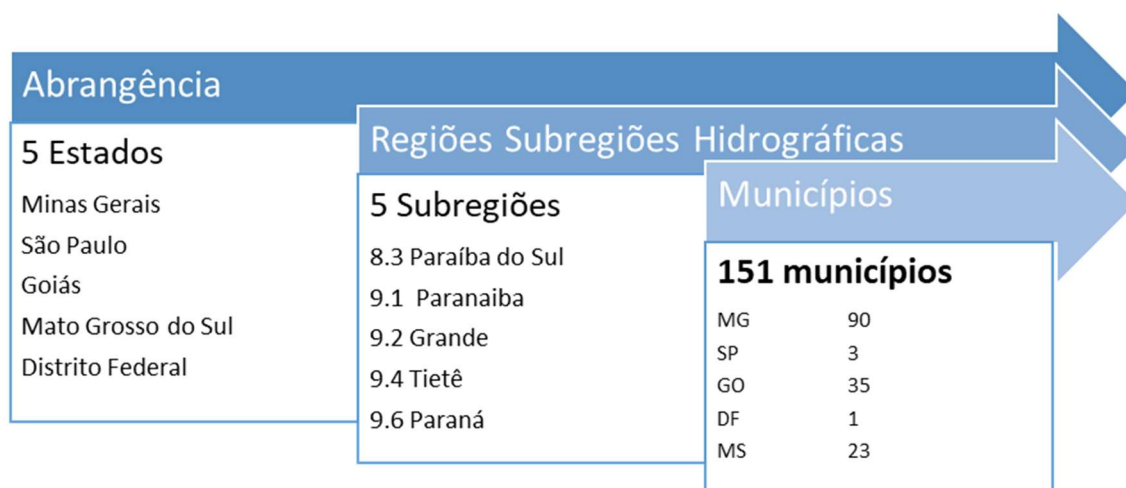 Abrangência
5 Estados
Minas Gerais
São Paulo
Goiás
Mato Grosso do Sul
Distrito Federal
Regiões Subregiões Hidrográficas
5 Subregiões
8.3 Paraíba do Sul
9.1 Paranaiba
9.2 Grande
9.4 Tietê
9.6 Paraná
Municípios
151 municípios
MG 90
SP 3
GO 35
DF 1
MS 23